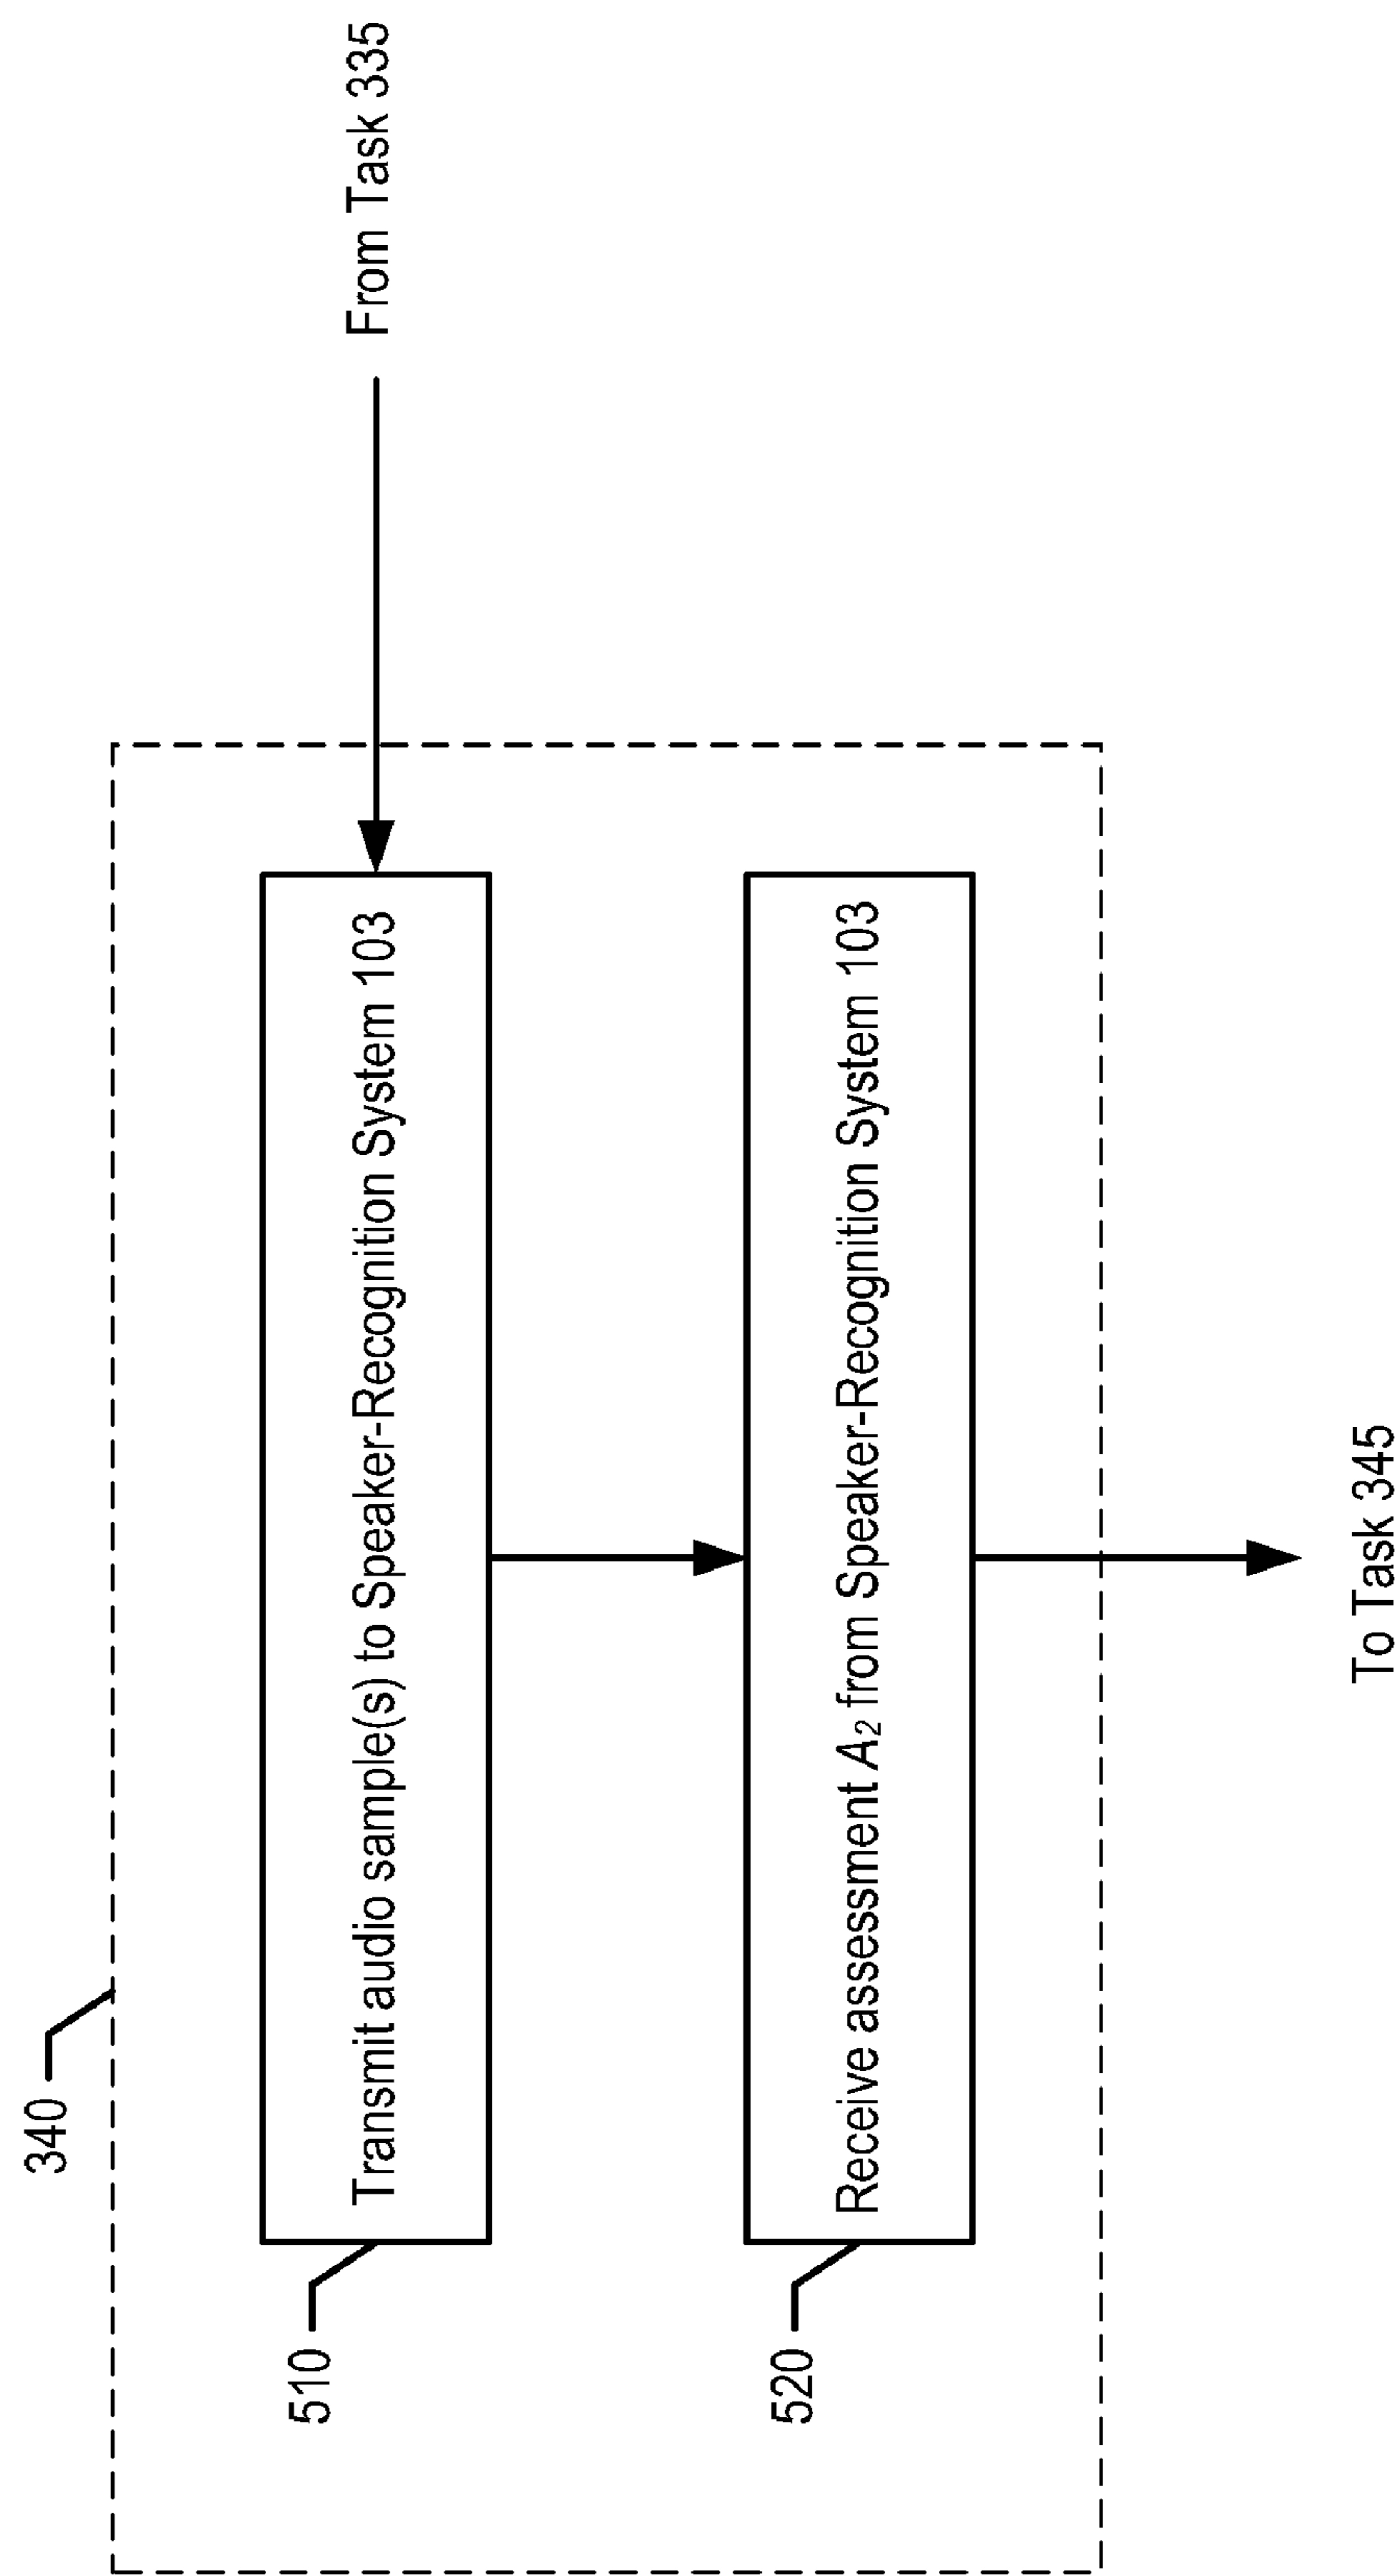 340
From Task 335
510
Transmit audio sample(s) to Speaker-Recognition System 103
520
Receive assessment A₂ from Speaker-Recognition System 103
To Task 345